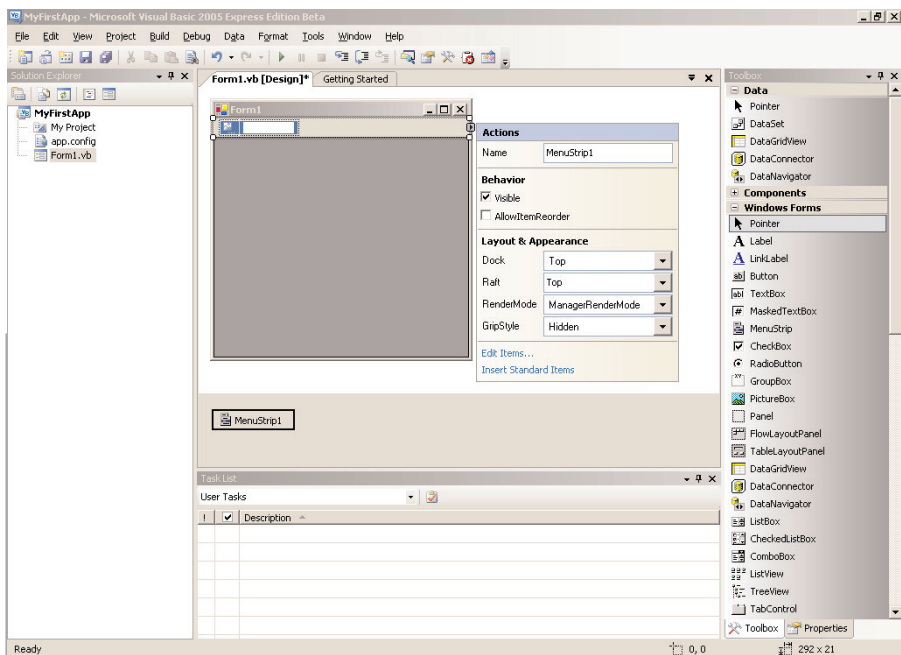 MyFirstApp - Microsoft Visual Basic 2005 Express Edition Beta
File Edit View Project Build Debug Data Format Tools Window Help
Solution Explorer
MyFirstApp
My Project
app.config
Form1.vb
Form1.vb [Design]* Getting Started
Form1
Actions
Name MenuStrip1
Behavior
Visible
AllowItemReorder
Layout & Appearance
Dock Top
Raft Top
RenderMode ManagerRenderMode
GripStyle Hidden
Edit Items...
Insert Standard Items
MenuStrip1
Task List
User Tasks
! Description
Toolbox
Data
Pointer
DataSet
DataGridView
DataConnector
DataNavigator
Components
Windows Forms
Pointer
Label
LinkLabel
Button
TextBox
MaskedTextBox
MenuStrip
CheckBox
RadioButton
GroupBox
PictureBox
Panel
FlowLayoutPanel
TableLayoutPanel
DataGridView
DataConnector
DataNavigator
ListBox
CheckedListBox
ComboBox
ListView
TreeView
TabControl
Toolbox Properties
Ready 0, 0 292 x 21